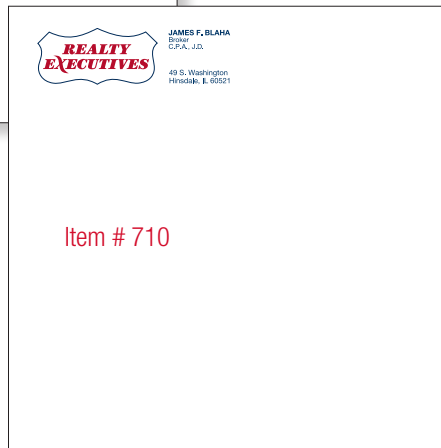 REALTY
EXECUTIVES
JAMES F. BLAHA
Broker
C.P.A., J.D.
49 S. Washington
Hinsdale, IL 60521
Item # 710